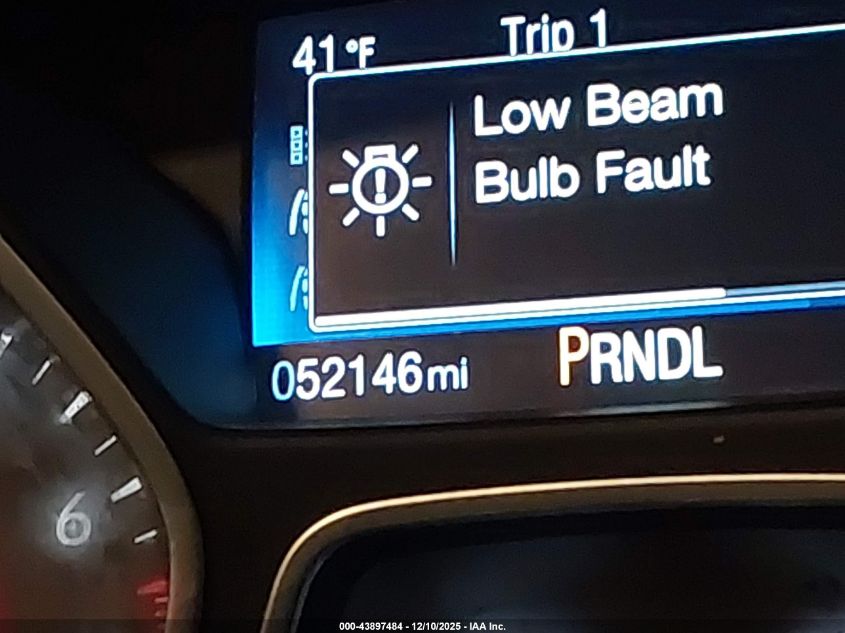 41°F
Trip 1
Low Beam
Bulb Fault
052146mi
PRNDL
6
000-43897484 - 12/10/2025 - IAA Inc.